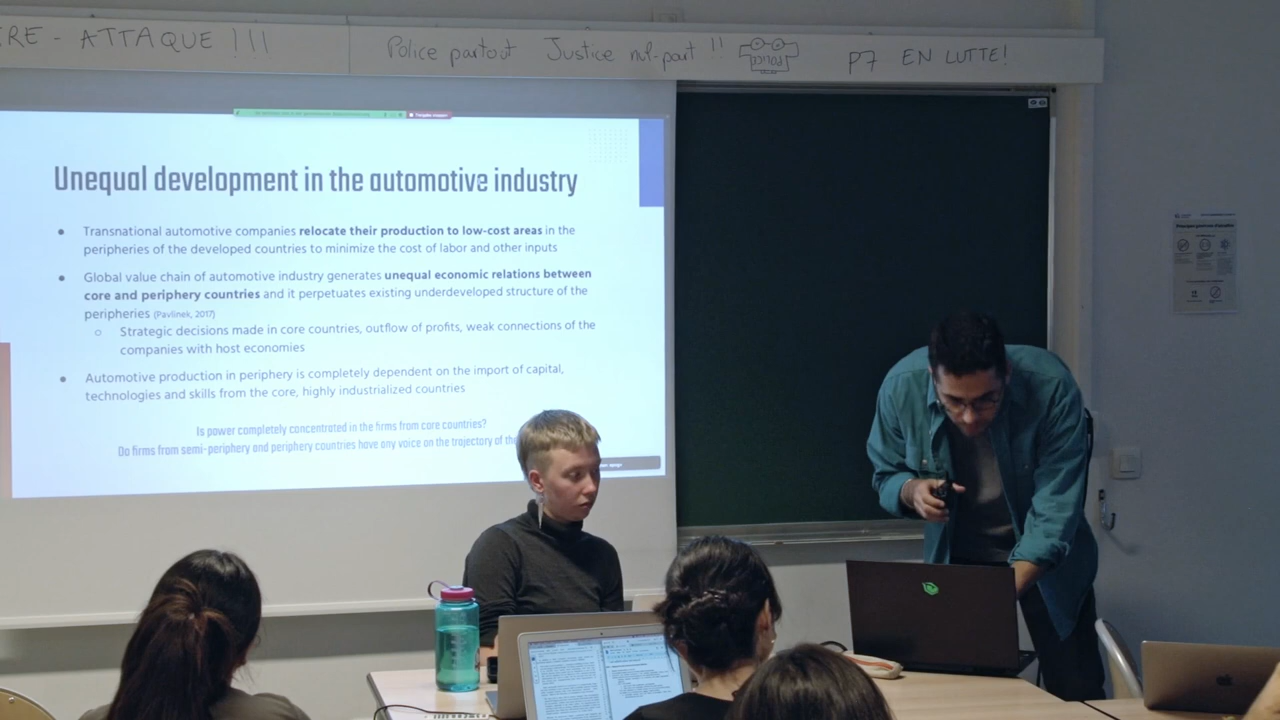 RE - ATTAQUE !!!
Police partout Justice nul-part !!
POLICE
P7 EN LUTTE!
Unequal development in the automotive industry
● Transnational automotive companies relocate their production to low-cost areas in the
peripheries of the developed countries to minimize the cost of labor and other inputs
● Global value chain of automotive industry generates unequal economic relations between
core and periphery countries and it perpetuates existing underdeveloped structure of the
peripheries (Pavlinek, 2017)
○ Strategic decisions made in core countries, outflow of profits, weak connections of the
companies with host economies
● Automotive production in periphery is completely dependent on the import of capital,
technologies and skills from the core, highly industrialized countries
Is power completely concentrated in the firms from core countries?
Do firms from semi-periphery and periphery countries have any voice on the trajectory of the